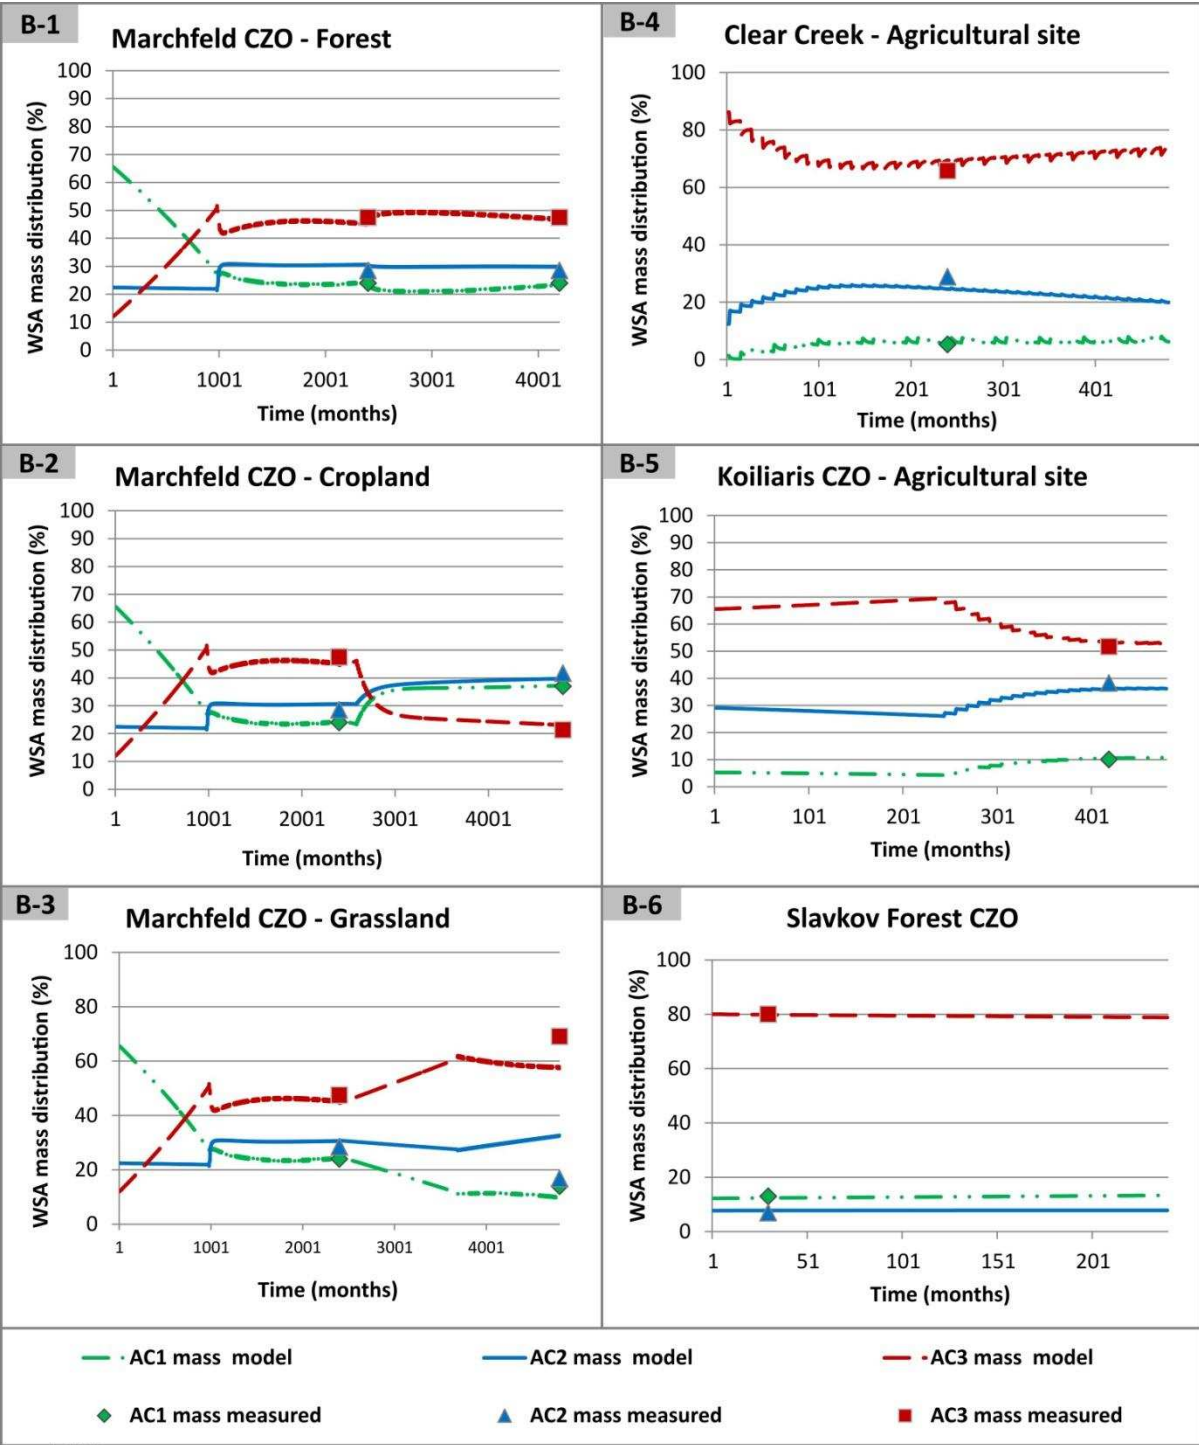 B-1
Marchfeld CZO - Forest
WSA mass distribution (%)
100
90
80
70
60
50
40
30
20
10
0
1 1001 2001 3001 4001
Time (months)
B-4
Clear Creek - Agricultural site
WSA mass distribution (%)
100
80
60
40
20
0
1 101 201 301 401
Time (months)
B-2
Marchfeld CZO - Cropland
WSA mass distribution (%)
100
90
80
70
60
50
40
30
20
10
0
1 1001 2001 3001 4001
Time (months)
B-5
Koiliaris CZO - Agricultural site
WSA mass distribution (%)
100
90
80
70
60
50
40
30
20
10
0
1 101 201 301 401
Time (months)
B-3
Marchfeld CZO - Grassland
WSA mass distribution (%)
100
80
60
40
20
0
1 1001 2001 3001 4001
Time (months)
B-6
Slavkov Forest CZO
WSA mass distribution (%)
100
80
60
40
20
0
1 51 101 151 201
Time (months)
AC1 mass model AC2 mass model AC3 mass model
AC1 mass measured AC2 mass measured AC3 mass measured